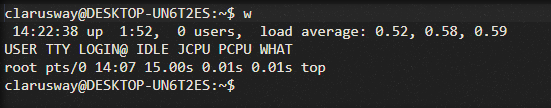 clarusway@DESKTOP-UN6T2ES:~$ w
 14:22:38 up  1:52,  0 users,  load average: 0.52, 0.58, 0.59
USER TTY LOGIN@ IDLE JCPU PCPU WHAT
root pts/0 14:07 15.00s 0.01s 0.01s top
clarusway@DESKTOP-UN6T2ES:~$